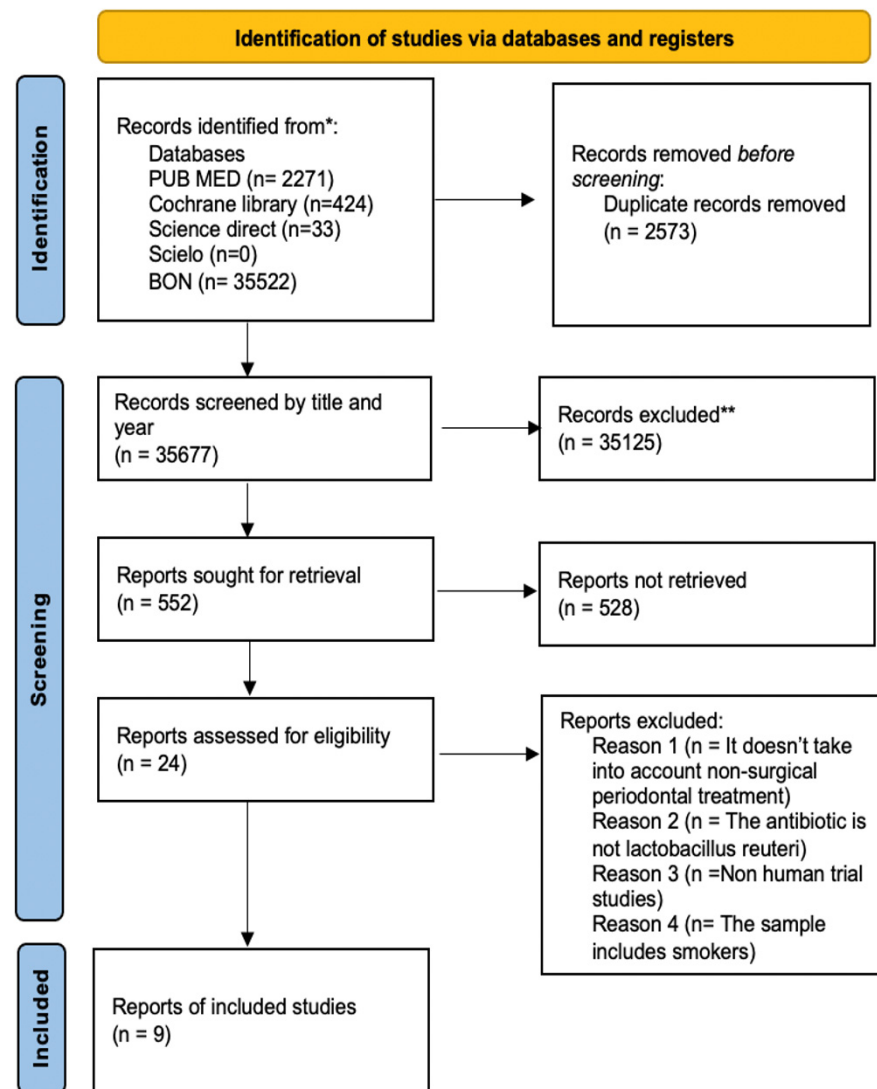 Identification of studies via databases and registers
Identification
Records identified from*:
Databases
PUB MED (n= 2271)
Cochrane library (n=424)
Science direct (n=33)
Scielo (n=0)
BON (n= 35522)
Records removed before
screening:
Duplicate records removed
(n = 2573)
Screening
Records screened by title and
year
(n = 35677)
Records excluded**
(n = 35125)
Reports sought for retrieval
(n = 552)
Reports not retrieved
(n = 528)
Reports assessed for eligibility
(n = 24)
Reports excluded:
Reason 1 (n = It doesn’t take
into account non-surgical
periodontal treatment)
Reason 2 (n = The antibiotic is
not lactobacillus reuteri)
Reason 3 (n =Non human trial
studies)
Reason 4 (n= The sample
includes smokers)
Included
Reports of included studies
(n = 9)